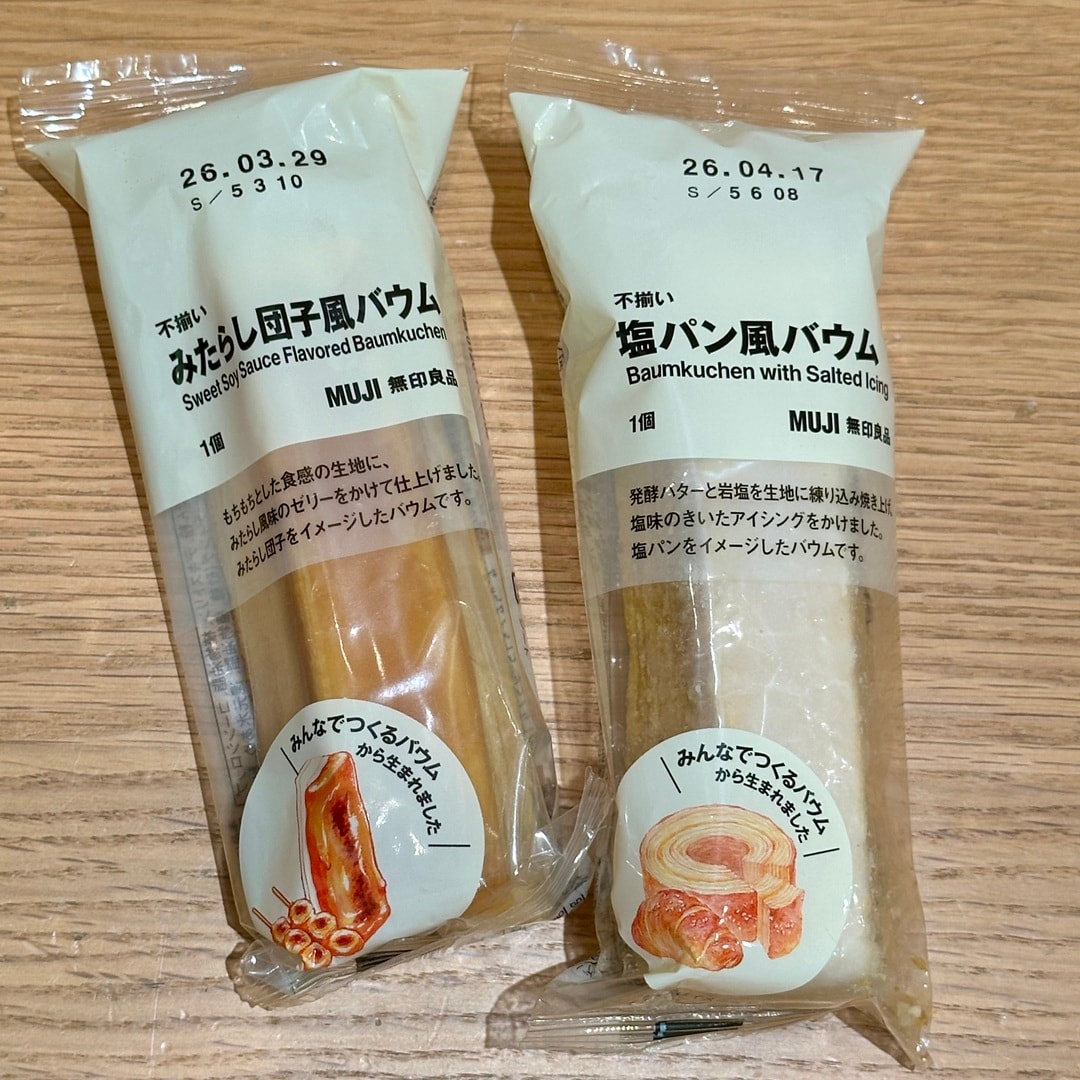 26.03.29
S/5 3 10
不揃い
みたらし団子風バウム
Sweet Soy Sauce Flavored Baumkuchen
MUJI 無印良品
1個
もちもちとした食感の生地に、
みたらし風味のゼリーをかけて仕上げました。
みたらし団子をイメージしたバウムです。
みんなでつくるバウム
から生まれました
26.04.17
S/5 6 08
不揃い
塩パン風バウム
Baumkuchen with Salted Icing
1個
MUJI 無印良品
発酵バターと岩塩を生地に練り込み焼き上げ、
塩味のきいたアイシングをかけました。
塩パンをイメージしたバウムです。
みんなでつくるバウム
から生まれました